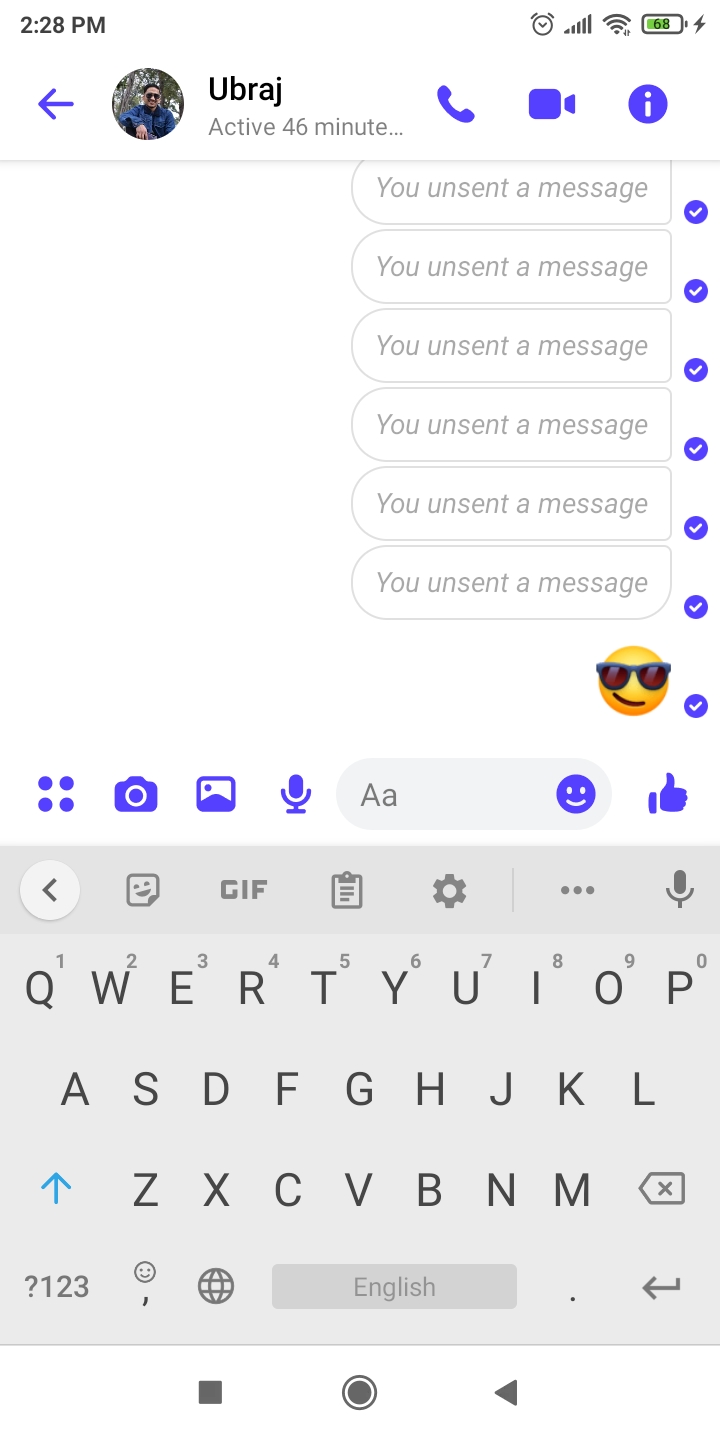 2:28 PM 68
Ubraj
Active 46 minute...
You unsent a message
You unsent a message
You unsent a message
You unsent a message
You unsent a message
You unsent a message
Aa
GIF
1 2 3 4 5 6 7 8 9 0
Q W E R T Y U I O P
A S D F G H J K L
Z X C V B N M
?123 , English .